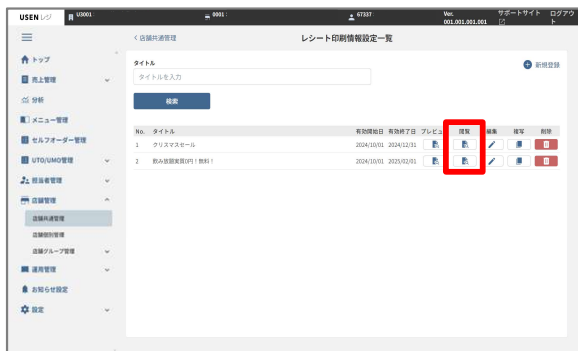 USEN レジ U3001 : 0001 : 67337 Ver. 001.001.001.001 サポートサイト ログアウト
トップ
売上管理
分析
メニュー管理
セルフオーダー管理
UTO/UMO管理
担当者管理
店舗管理
店舗共通管理
店舗個別管理
店舗グループ管理
運用管理
お知らせ設定
設定
< 店舗共通管理 レシート印刷情報設定一覧
タイトル
タイトルを入力
新規登録
検索
No. タイトル 有効開始日 有効終了日 プレビュー 閲覧 編集 複写 削除
1 クリスマスセール 2024/10/01 2024/12/31
2 飲み放題実質0円！無料！ 2024/10/01 2025/02/01